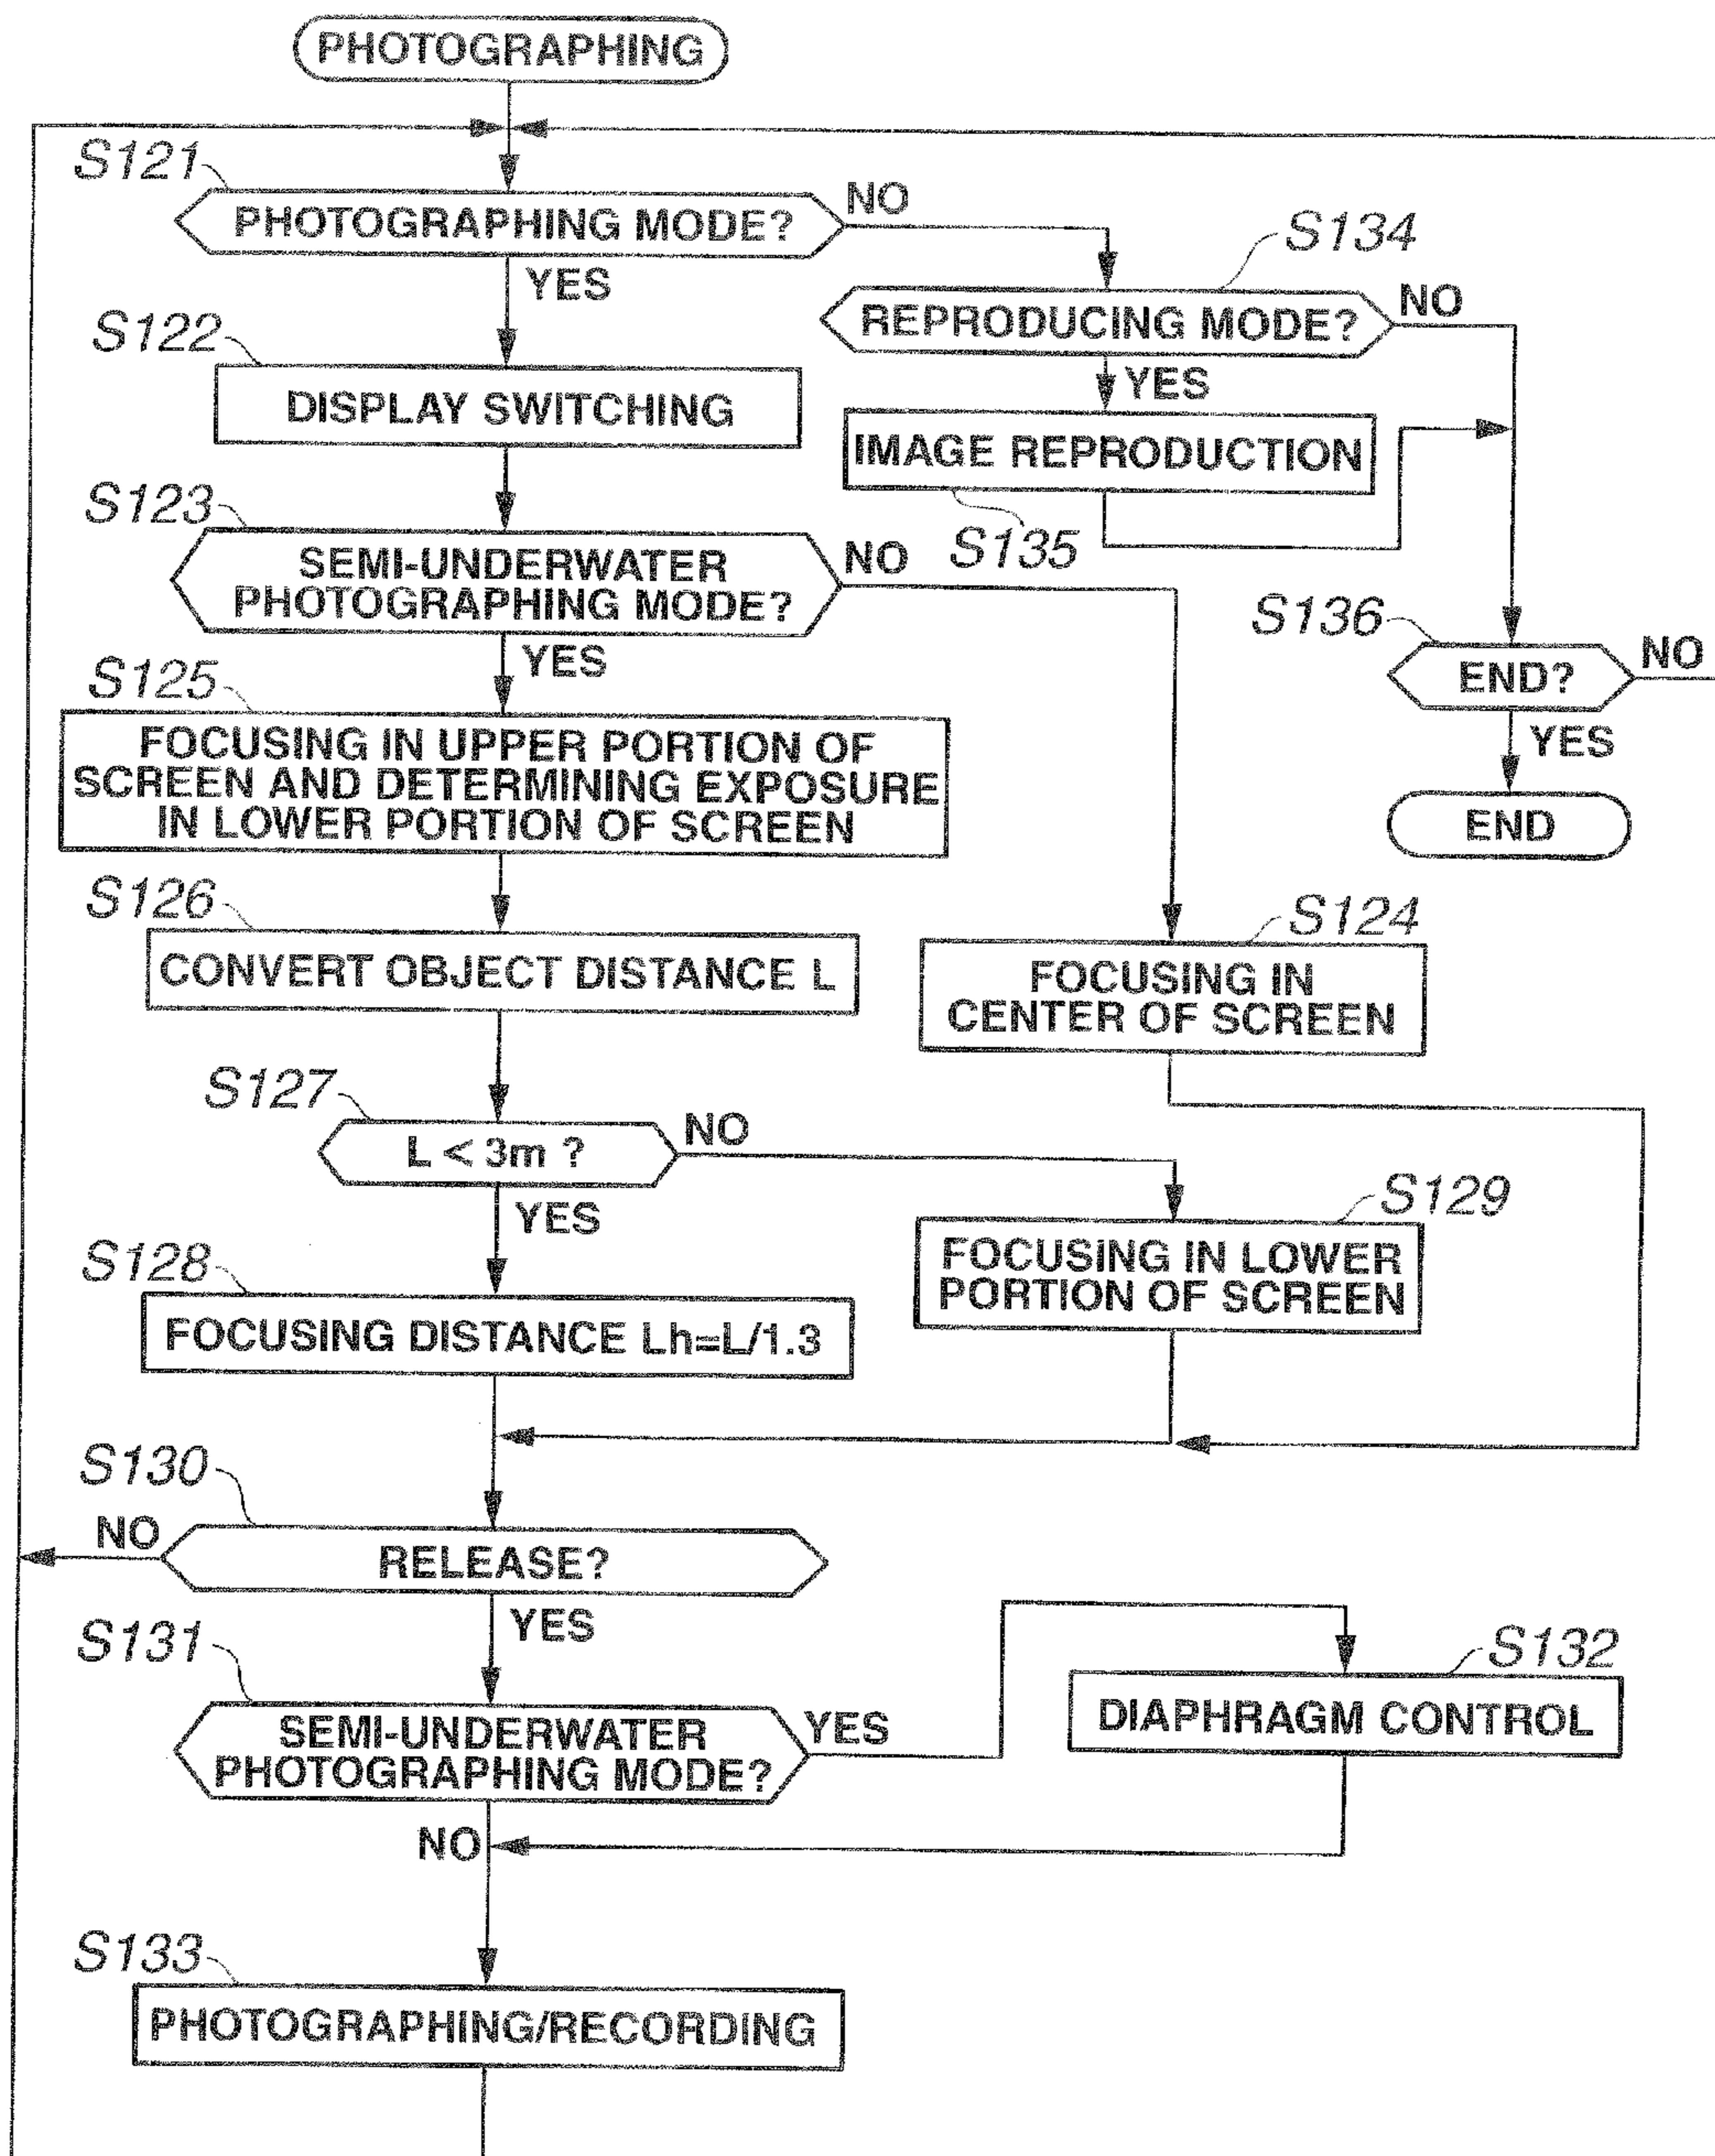 PHOTOGRAPHING
S121
PHOTOGRAPHING MODE?
NO
YES
S134
REPRODUCING MODE?
NO
YES
S122
DISPLAY SWITCHING
IMAGE REPRODUCTION
S135
S123
SEMI-UNDERWATER
PHOTOGRAPHING MODE?
NO
YES
S136
END?
NO
YES
END
S125
FOCUSING IN UPPER PORTION OF
SCREEN AND DETERMINING EXPOSURE
IN LOWER PORTION OF SCREEN
S126
CONVERT OBJECT DISTANCE L
S124
FOCUSING IN
CENTER OF SCREEN
S127
L < 3m ?
NO
YES
S129
FOCUSING IN LOWER
PORTION OF SCREEN
S128
FOCUSING DISTANCE Lh=L/1.3
S130
NO
RELEASE?
YES
S131
SEMI-UNDERWATER
PHOTOGRAPHING MODE?
YES
S132
DIAPHRAGM CONTROL
NO
S133
PHOTOGRAPHING/RECORDING